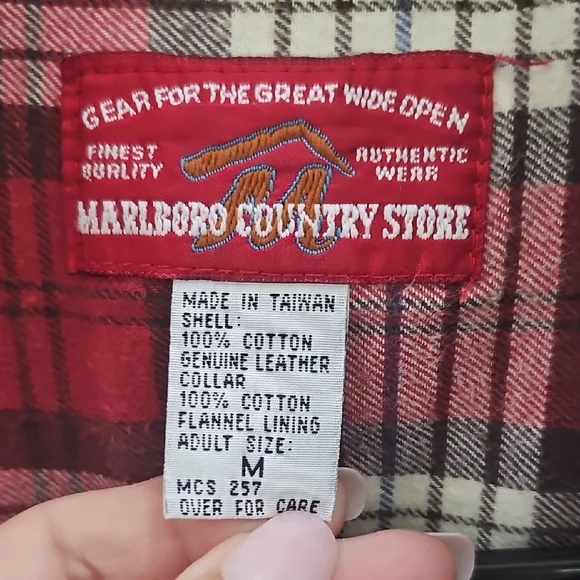 GEAR FOR THE GREAT WIDE OPEN
FINEST
QUALITY
AUTHENTIC
WEAR
MARLBORO COUNTRY STORE
MADE IN TAIWAN
SHELL:
100% COTTON
GENUINE LEATHER
COLLAR
100% COTTON
FLANNEL LINING
ADULT SIZE:
M
MCS 257
OVER FOR CARE